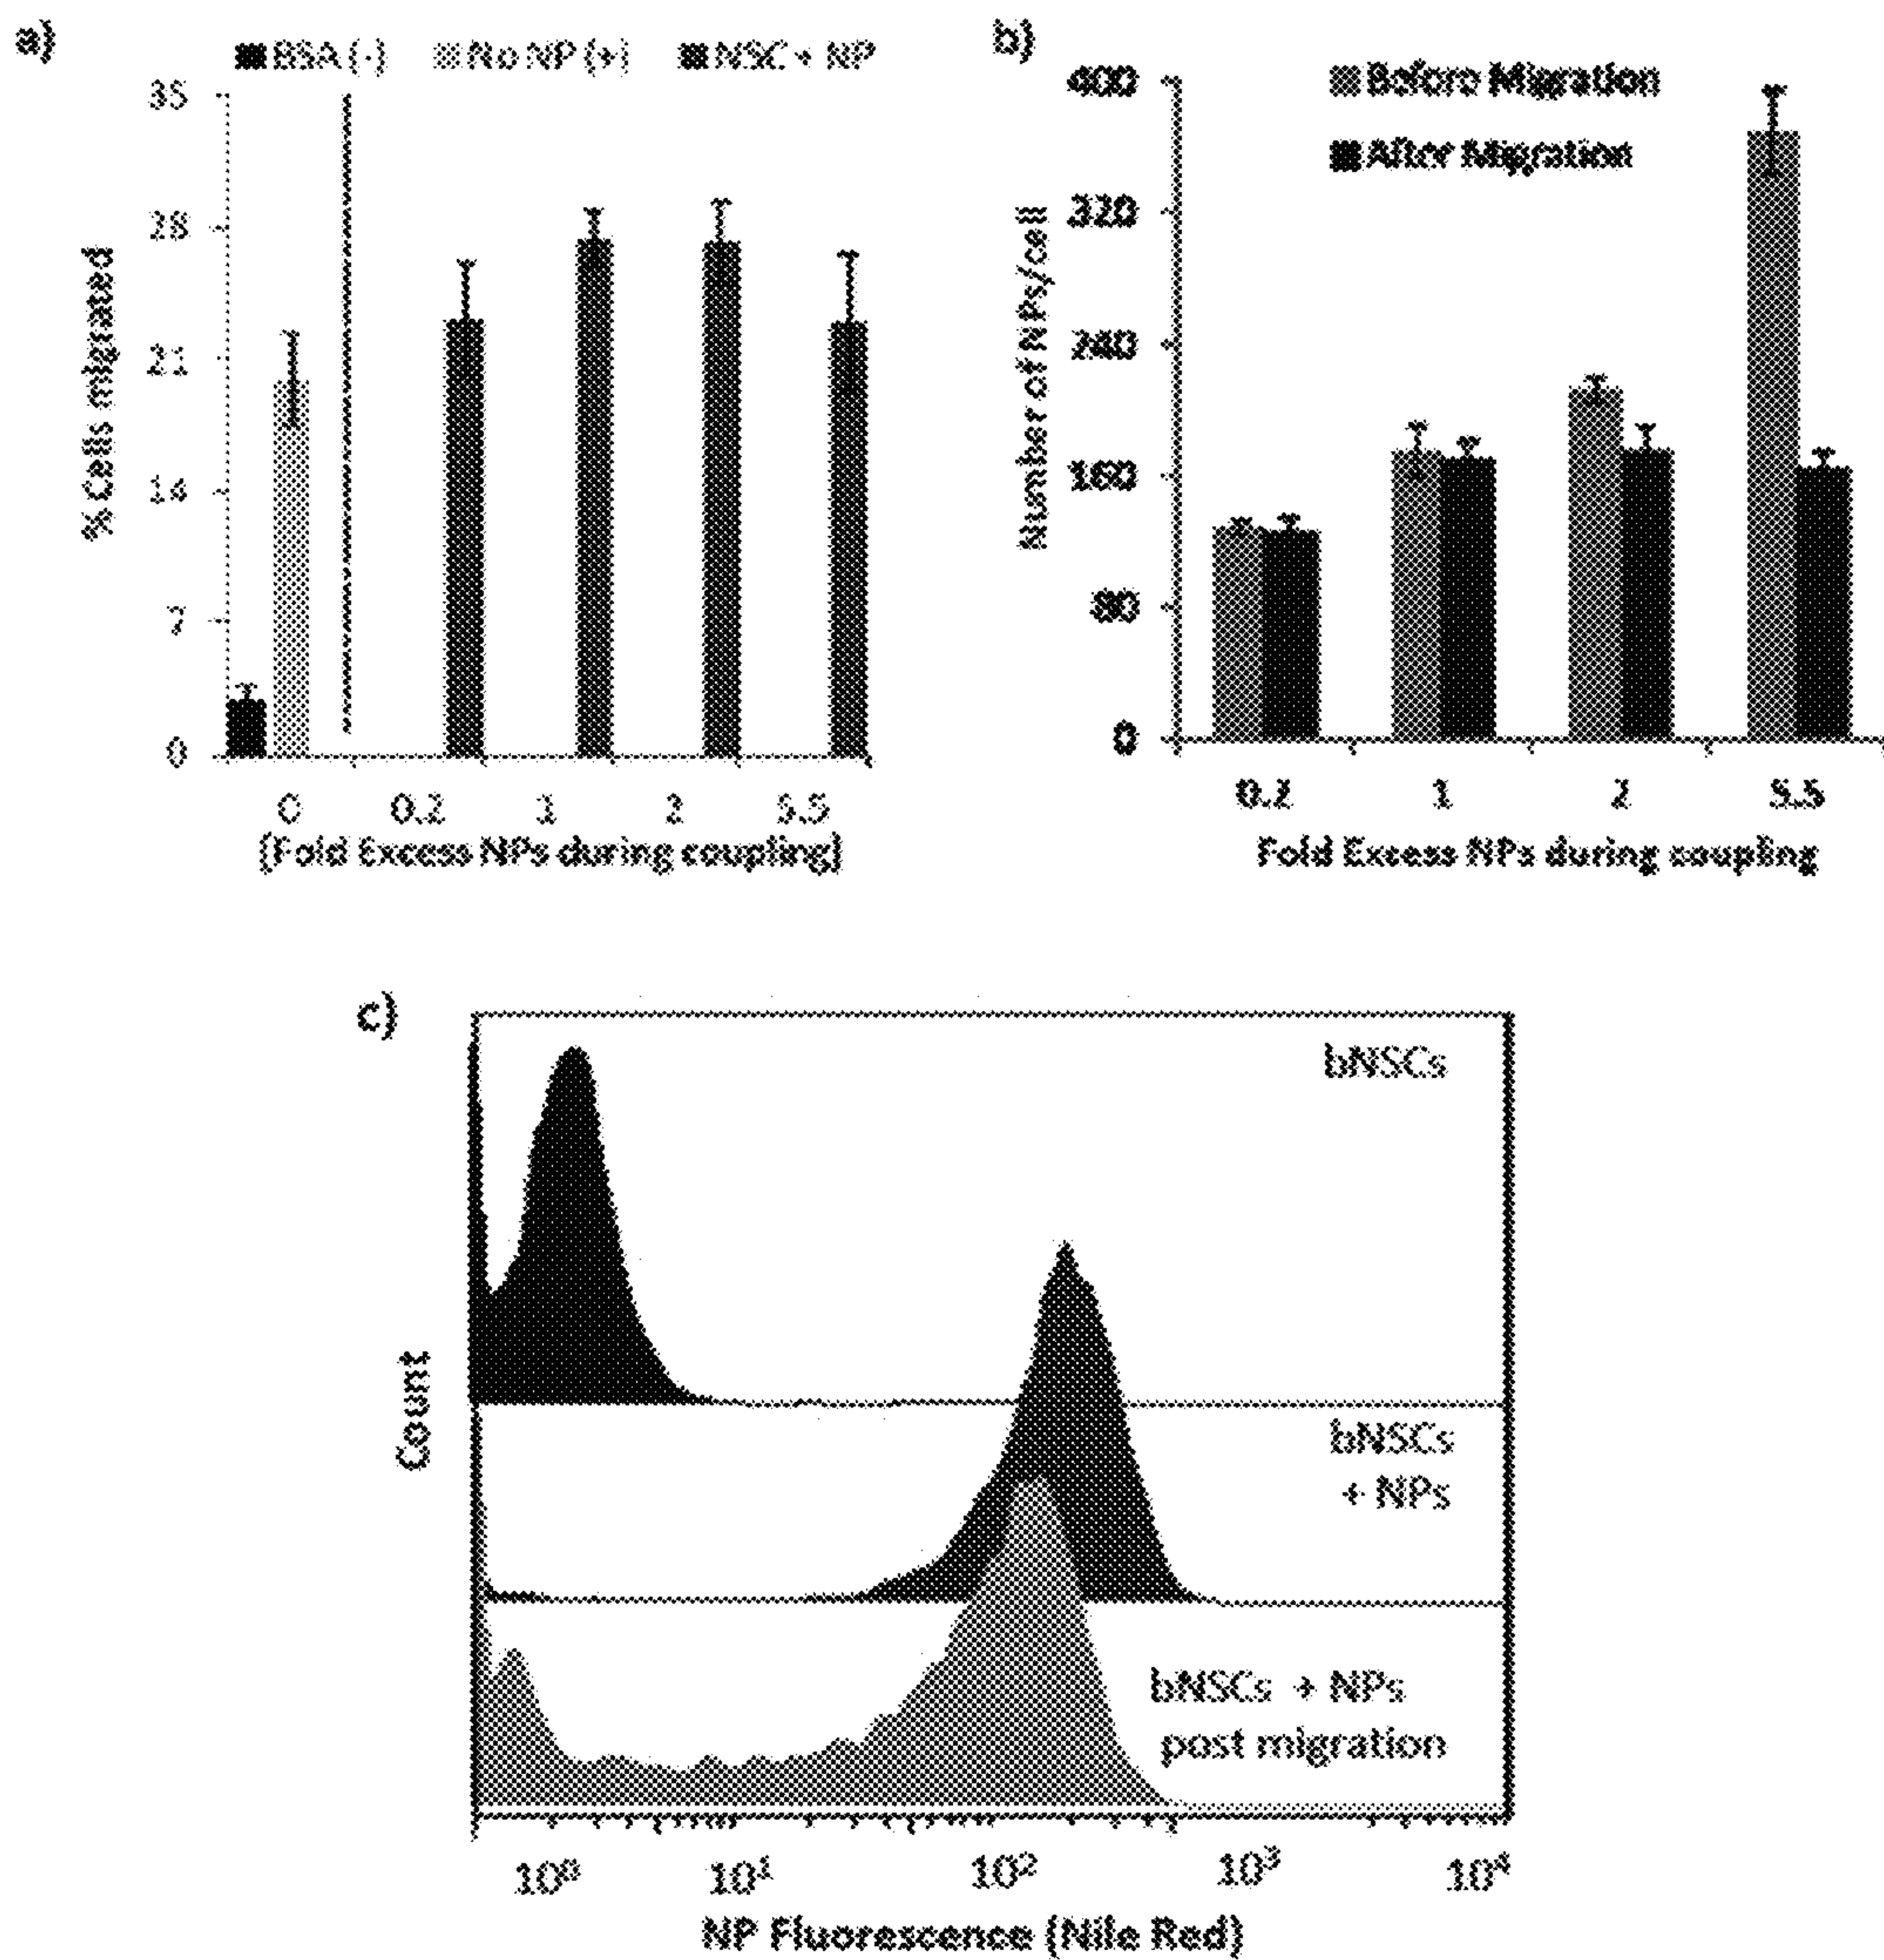 a)
BSA (-) No NP (+) NSC + NP
35
28
21
14
7
0
% Cells migrated
0 0.2 1 2 5.5
(Fold Excess NPs during coupling)
b)
Before Migration
After Migration
400
320
240
160
80
0
Number of NPs/cell
0.2 1 2 5.5
Fold Excess NPs during coupling
c)
bNSCs
bNSCs
+ NPs
bNSCs + NPs
post migration
Count
10⁰ 10¹ 10² 10³ 10⁴
NP Fluorescence (Nile Red)